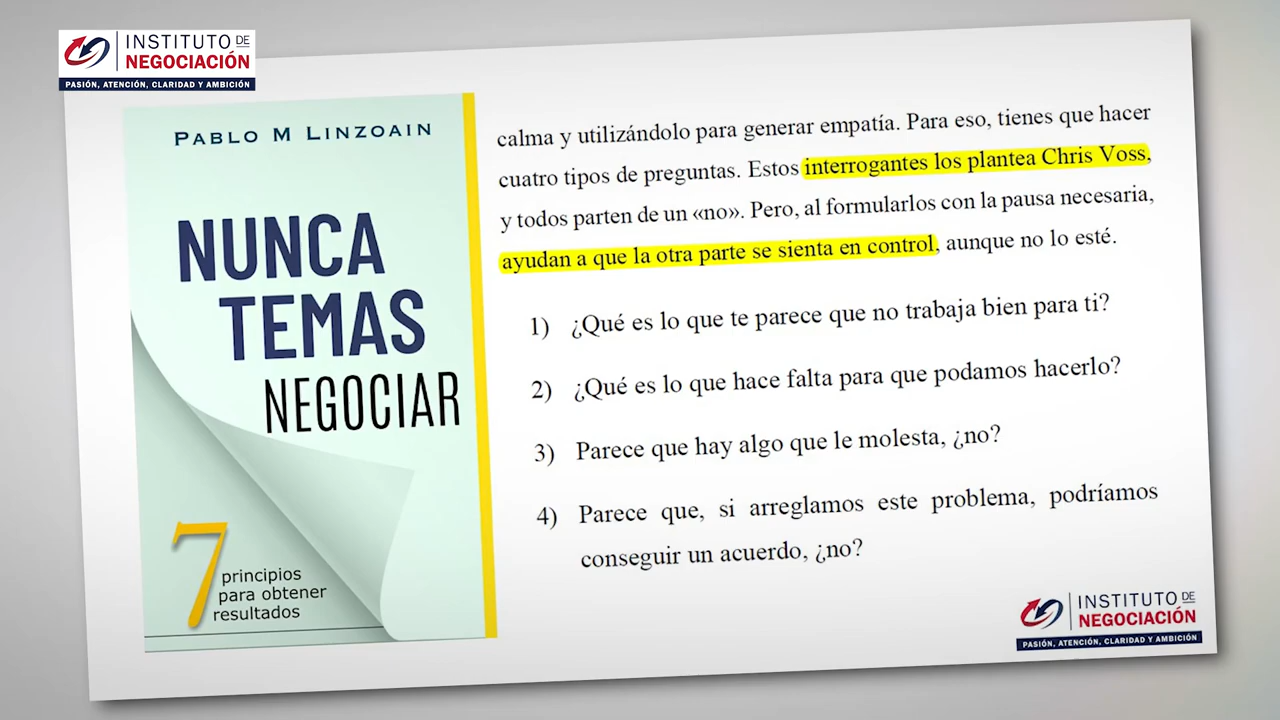 INSTITUTO DE
NEGOCIACIÓN
PASIÓN, ATENCIÓN, CLARIDAD Y AMBICIÓN
PABLO M LINZOAIN
NUNCA
TEMAS
NEGOCIAR
7
principios
para obtener
resultados
calma y utilizándolo para generar empatía. Para eso, tienes que hacer
cuatro tipos de preguntas. Estos interrogantes los plantea Chris Voss,
y todos parten de un «no». Pero, al formularlos con la pausa necesaria,
ayudan a que la otra parte se sienta en control, aunque no lo esté.
1) ¿Qué es lo que te parece que no trabaja bien para ti?
2) ¿Qué es lo que hace falta para que podamos hacerlo?
3) Parece que hay algo que le molesta, ¿no?
4) Parece que, si arreglamos este problema, podríamos
conseguir un acuerdo, ¿no?
INSTITUTO DE
NEGOCIACIÓN
PASIÓN, ATENCIÓN, CLARIDAD Y AMBICIÓN